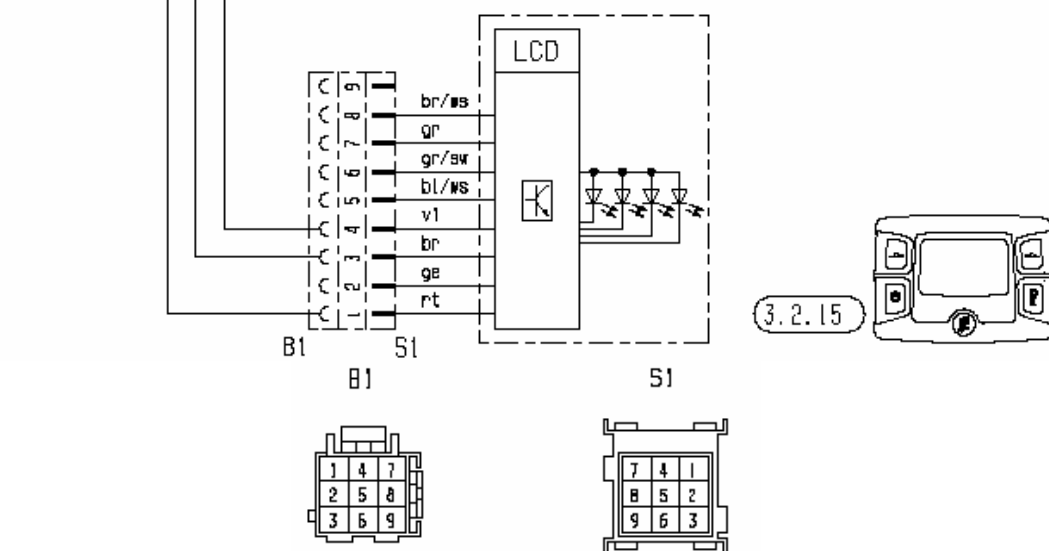 LCD
9
8 br/ws
7 gr
6 gr/sw
5 bl/ws
4 vi
3 br
2 ge
1 rt
B1 S1
3.2.15
B1 S1
1 4 7
2 5 8
3 6 9
7 4 1
8 5 2
9 6 3